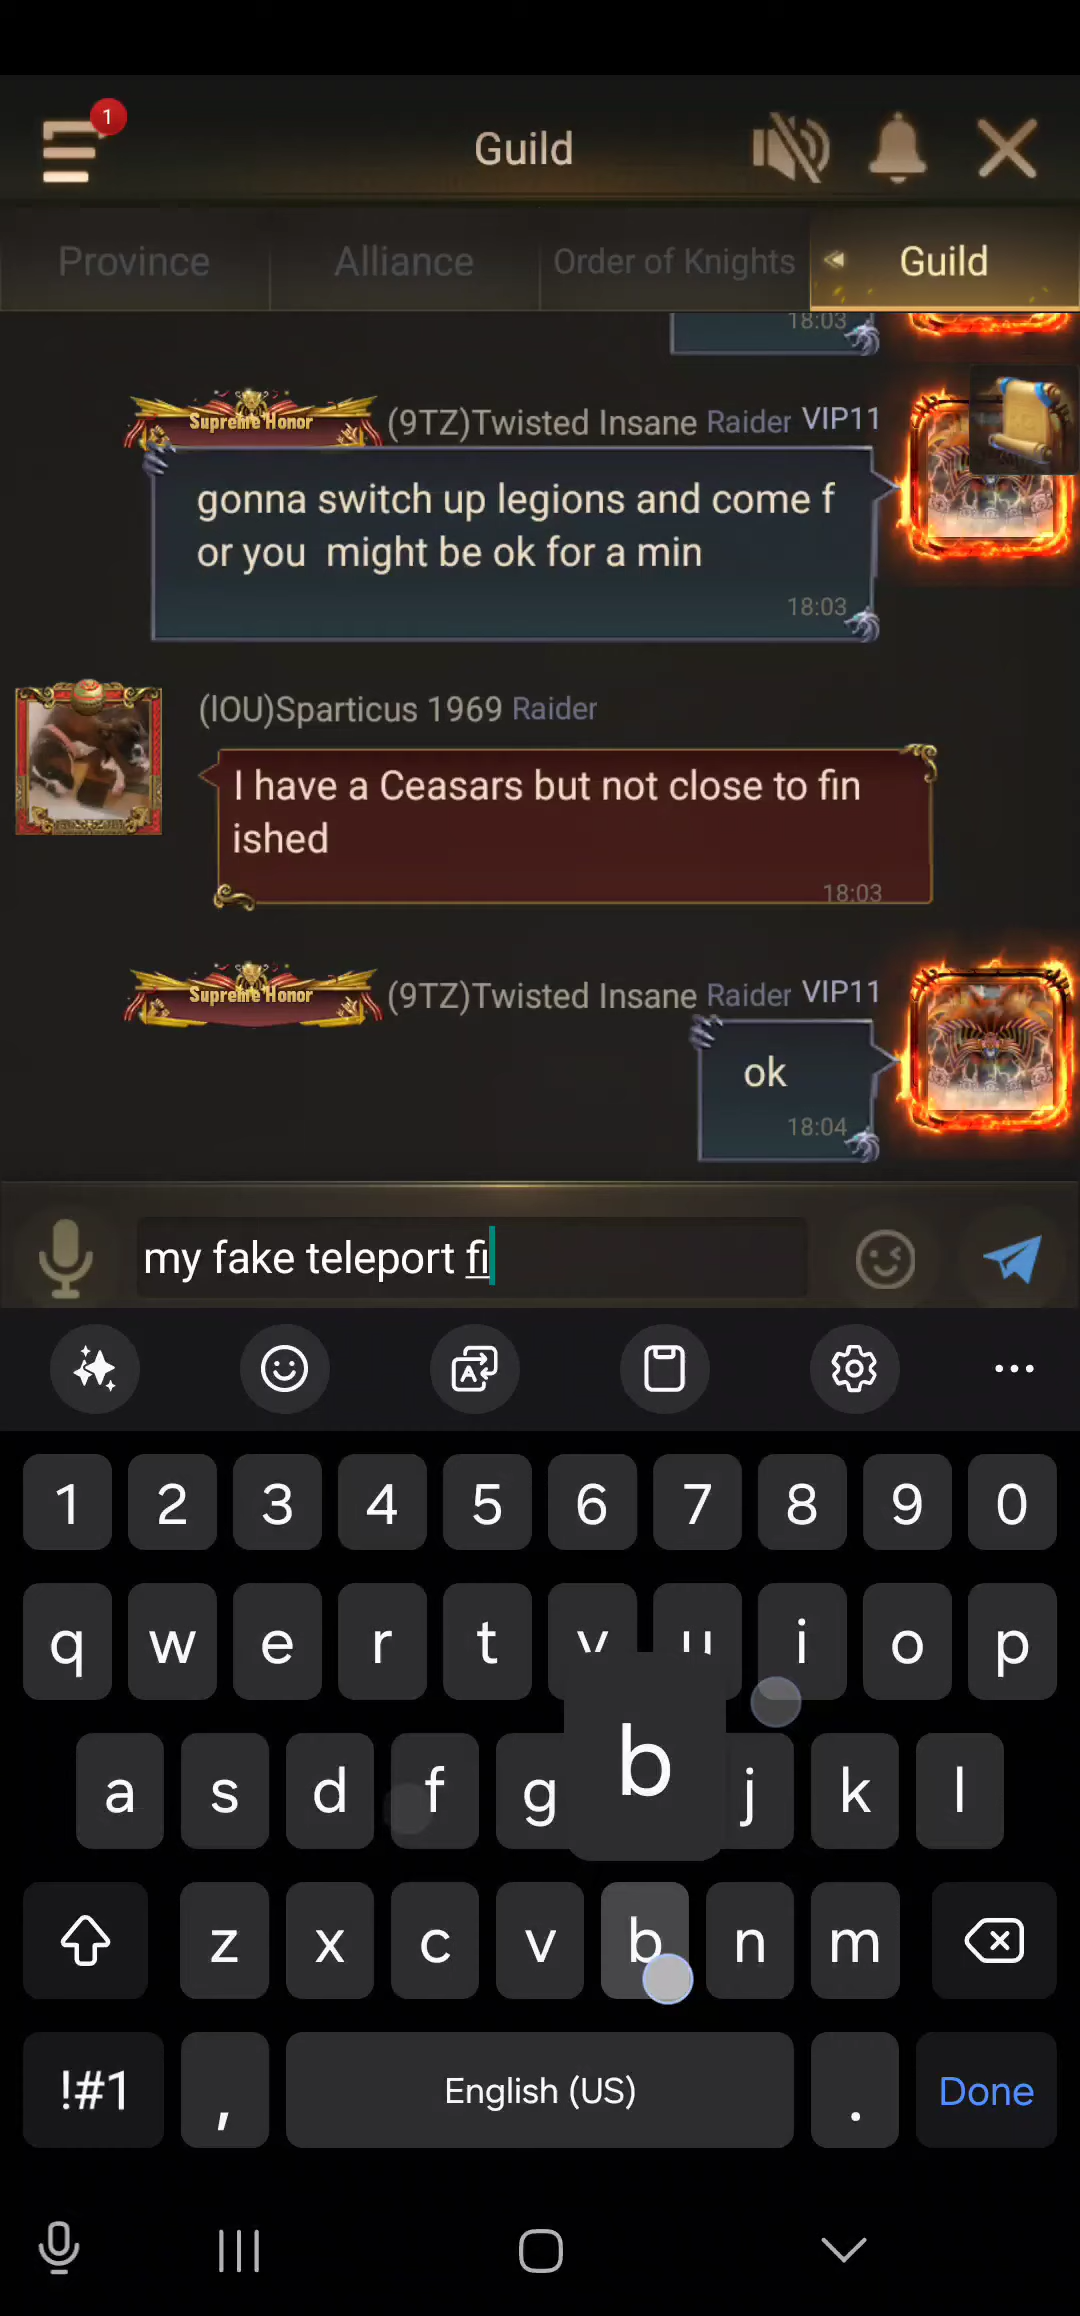 1
Guild
Province
Alliance
Order of Knights
Guild
18:03
Supreme Honor
(9TZ)Twisted Insane Raider VIP11
gonna switch up legions and come f
or you  might be ok for a min
18:03
(IOU)Sparticus 1969 Raider
I have a Ceasars but not close to fin
ished
18:03
Supreme Honor
(9TZ)Twisted Insane Raider VIP11
ok
18:04
my fake teleport fi
1 2 3 4 5 6 7 8 9 0
q w e r t y u i o p
a s d f g b j k l
z x c v b n m
!#1 , English (US) . Done